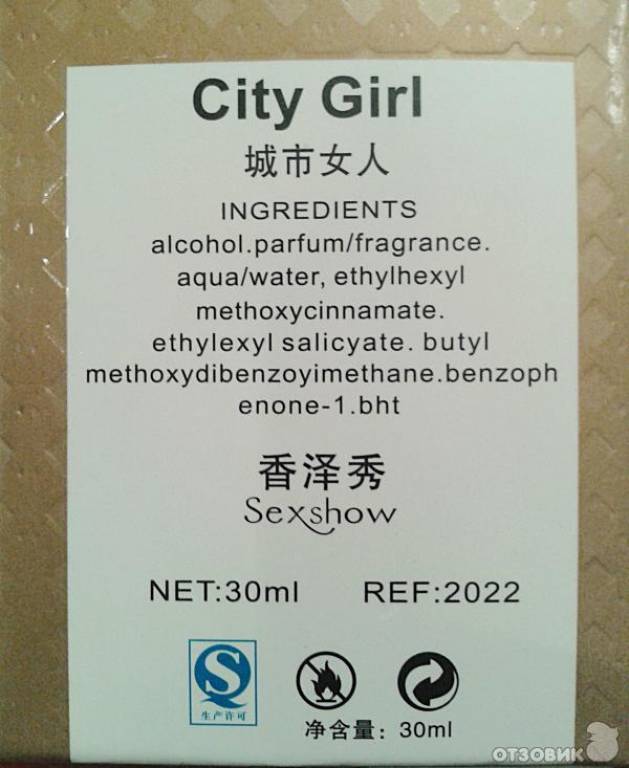 City Girl
城市女人
INGREDIENTS
alcohol.parfum/fragrance.
aqua/water, ethylhexyl
methoxycinnamate.
ethylexyl salicyate. butyl
methoxydibenzoyimethane.benzoph
enone-1.bht
香泽秀
Sexshow
NET:30ml REF:2022
生产许可
净含量: 30ml
ОТЗОВИК